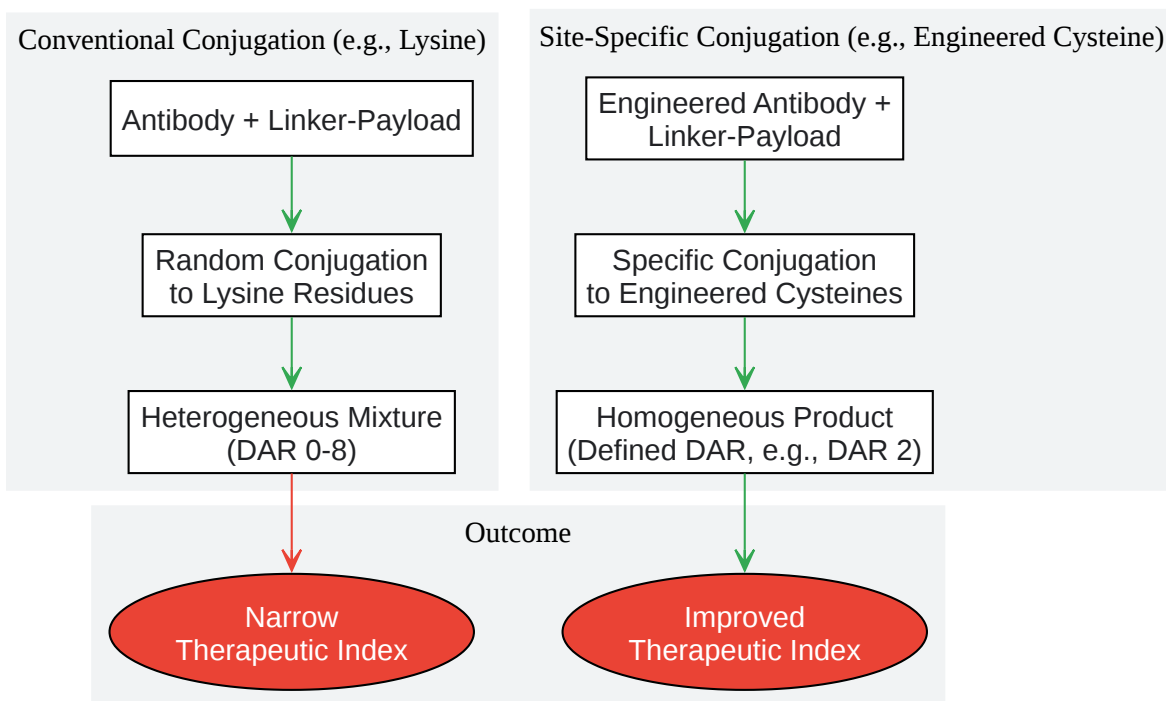 Conventional Conjugation (e.g., Lysine)
Antibody + Linker-Payload
Random Conjugation
to Lysine Residues
Heterogeneous Mixture
(DAR 0-8)
Site-Specific Conjugation (e.g., Engineered Cysteine)
Engineered Antibody +
Linker-Payload
Specific Conjugation
to Engineered Cysteines
Homogeneous Product
(Defined DAR, e.g., DAR 2)
Outcome
Narrow
Therapeutic Index
Improved
Therapeutic Index